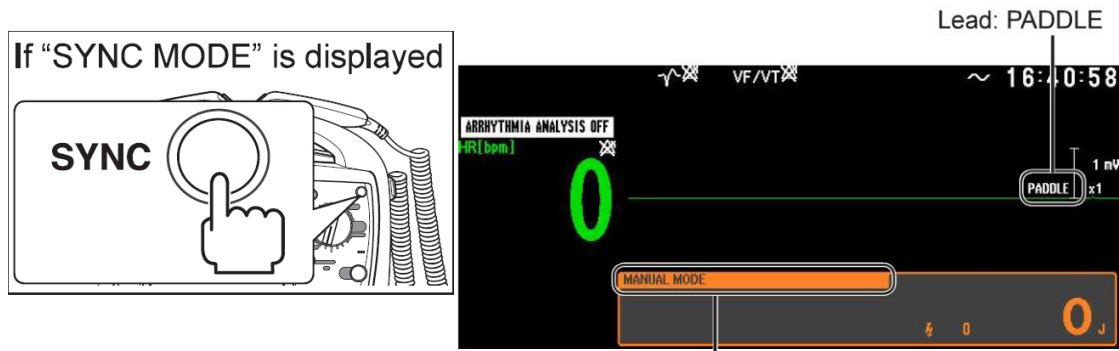 Lead: PADDLE
If “SYNC MODE” is displayed
SYNC
VF/VT
16:40:58
ARRHYTHMIA ANALYSIS OFF
HR[bpm]
0
1 mV
PADDLE x1
MANUAL MODE
0 0 J